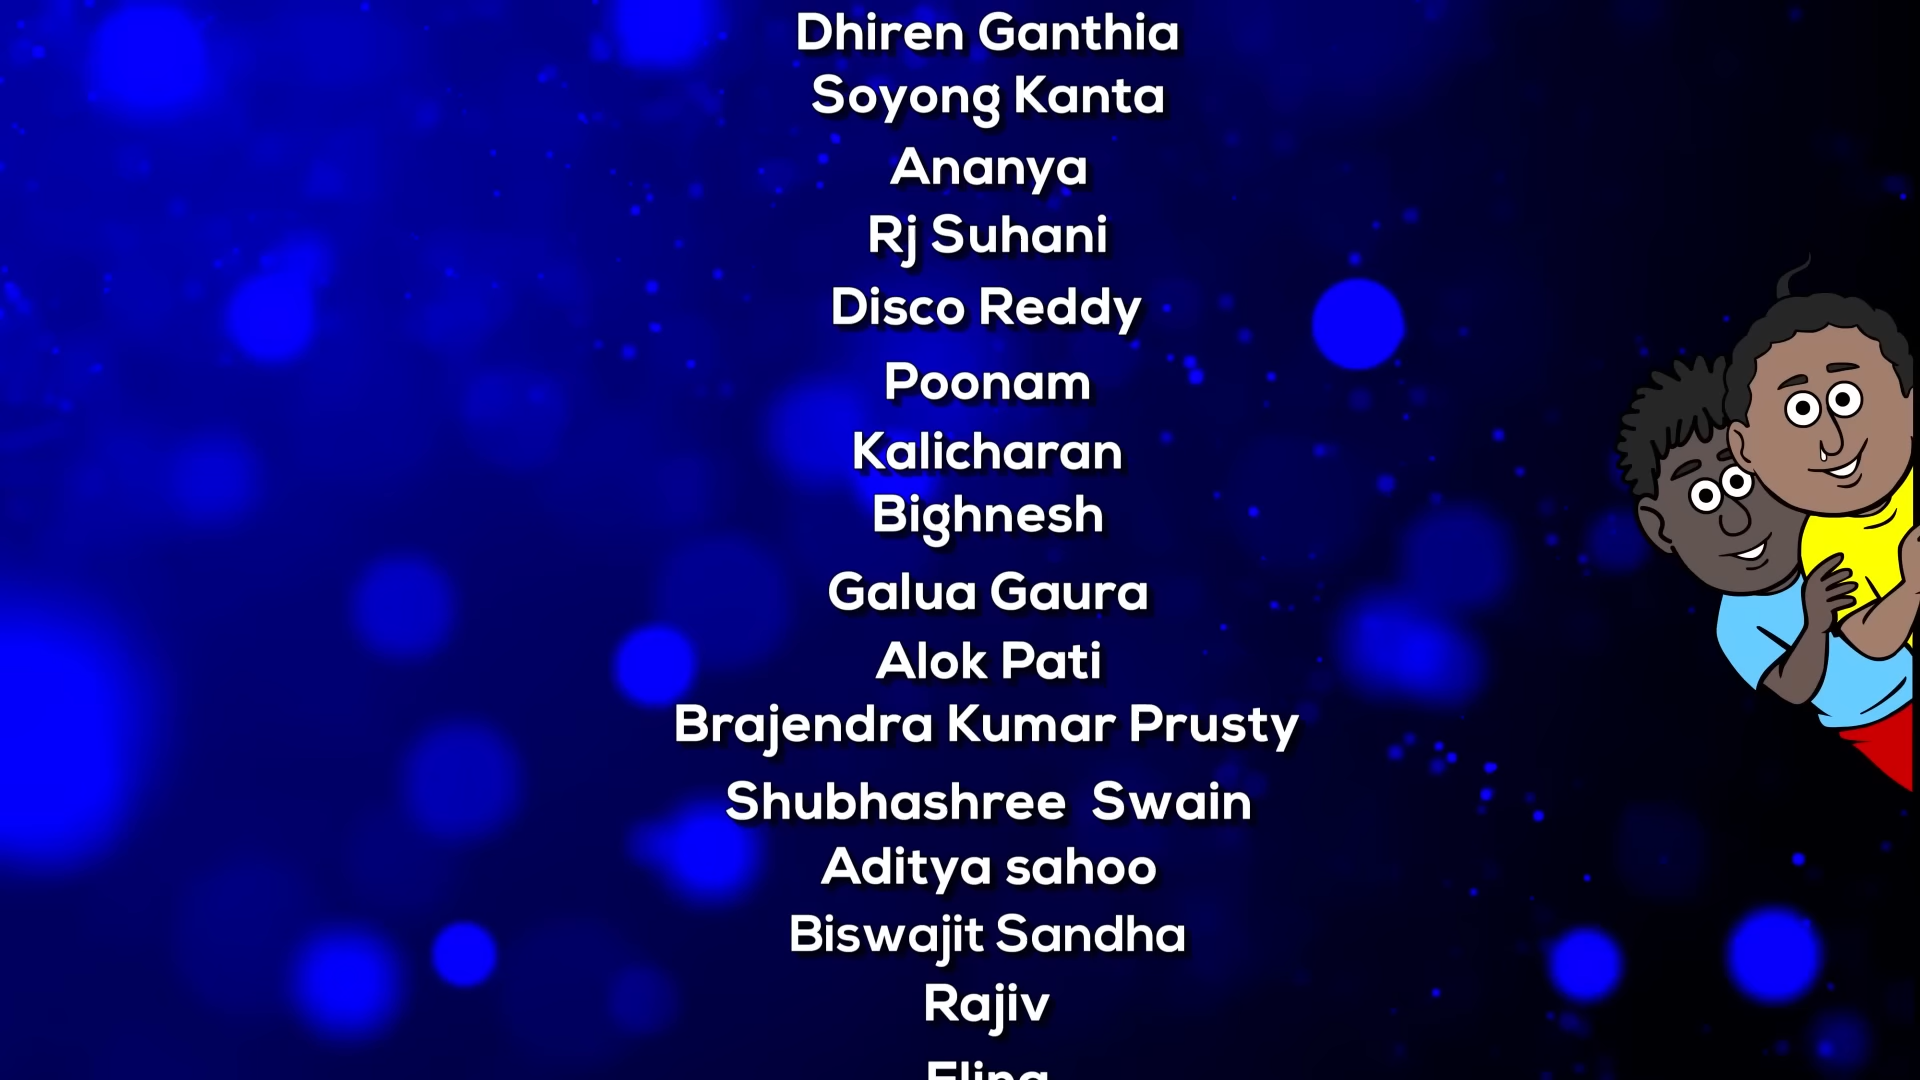 Dhiren Ganthia
Soyong Kanta
Ananya
Rj Suhani
Disco Reddy
Poonam
Kalicharan
Bighnesh
Galua Gaura
Alok Pati
Brajendra Kumar Prusty
Shubhashree  Swain
Aditya sahoo
Biswajit Sandha
Rajiv